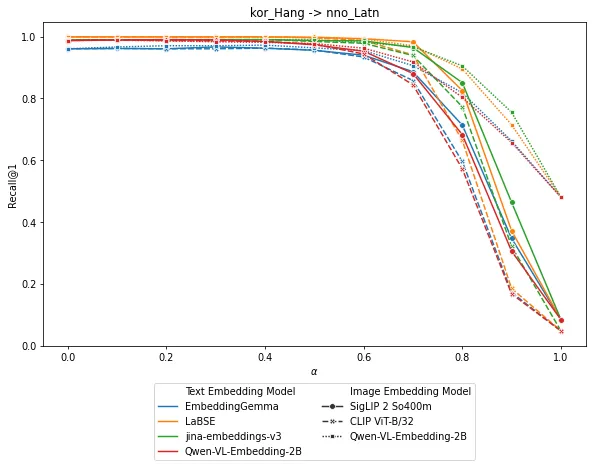 kor_Hang -> nno_Latn
Recall@1
1.0
0.8
0.6
0.4
0.2
0.0
0.0 0.2 0.4 0.6 0.8 1.0
α
Text Embedding Model
EmbeddingGemma
LaBSE
jina-embeddings-v3
Qwen-VL-Embedding-2B
Image Embedding Model
SigLIP 2 So400m
CLIP ViT-B/32
Qwen-VL-Embedding-2B